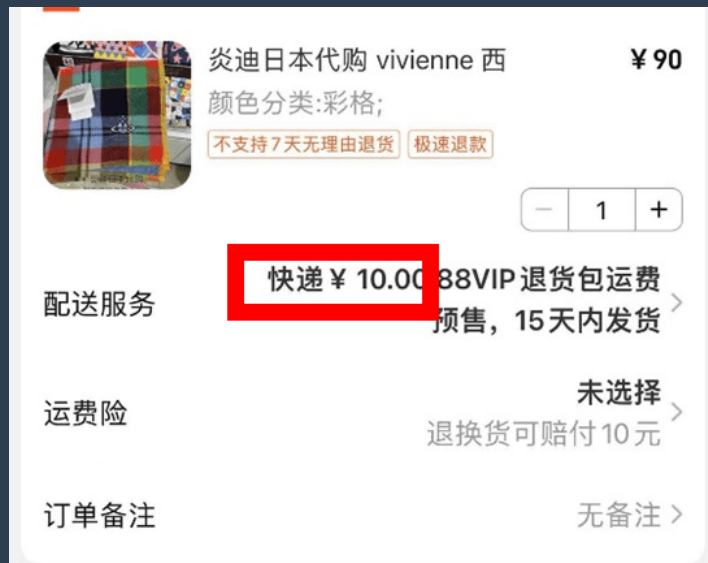 炎迪日本代购 vivienne 西
¥90
颜色分类:彩格;
不支持7天无理由退货 极速退款
1
配送服务
快递¥ 10.00 88VIP退货包运费
预售，15天内发货
运费险
未选择
退换货可赔付10元
订单备注
无备注